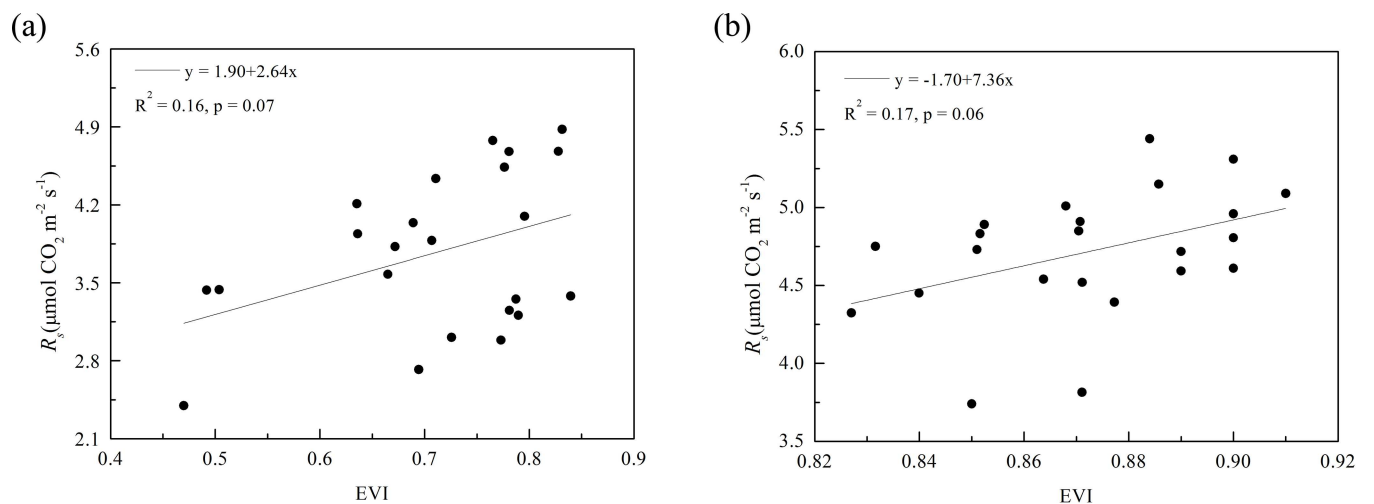 (a)
5.6
4.9
4.2
3.5
2.8
2.1
Rs(μmol CO2 m-2 s-1)
y = 1.90+2.64x
R2 = 0.16, p = 0.07
0.4 0.5 0.6 0.7 0.8 0.9
EVI
(b)
6.0
5.5
5.0
4.5
4.0
3.5
Rs(μmol CO2 m-2 s-1)
y = -1.70+7.36x
R2 = 0.17, p = 0.06
0.82 0.84 0.86 0.88 0.90 0.92
EVI